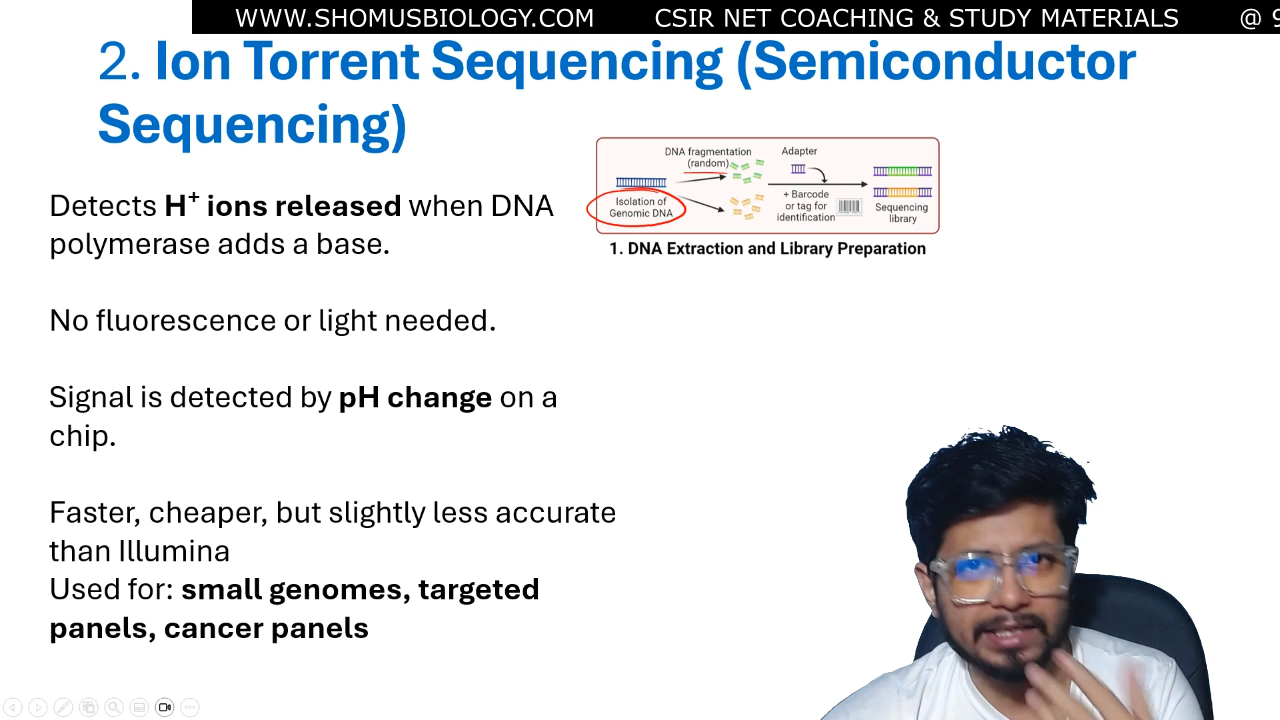 WWW.SHOMUSBIOLOGY.COM CSIR NET COACHING & STUDY MATERIALS @ 9
2. Ion Torrent Sequencing (Semiconductor
Sequencing)
Detects H⁺ ions released when DNA
polymerase adds a base.
No fluorescence or light needed.
Signal is detected by pH change on a
chip.
Faster, cheaper, but slightly less accurate
than Illumina
Used for: small genomes, targeted
panels, cancer panels
DNA fragmentation
(random)
Adapter
Isolation of
Genomic DNA
+ Barcode
or tag for
identification
Sequencing
library
1. DNA Extraction and Library Preparation